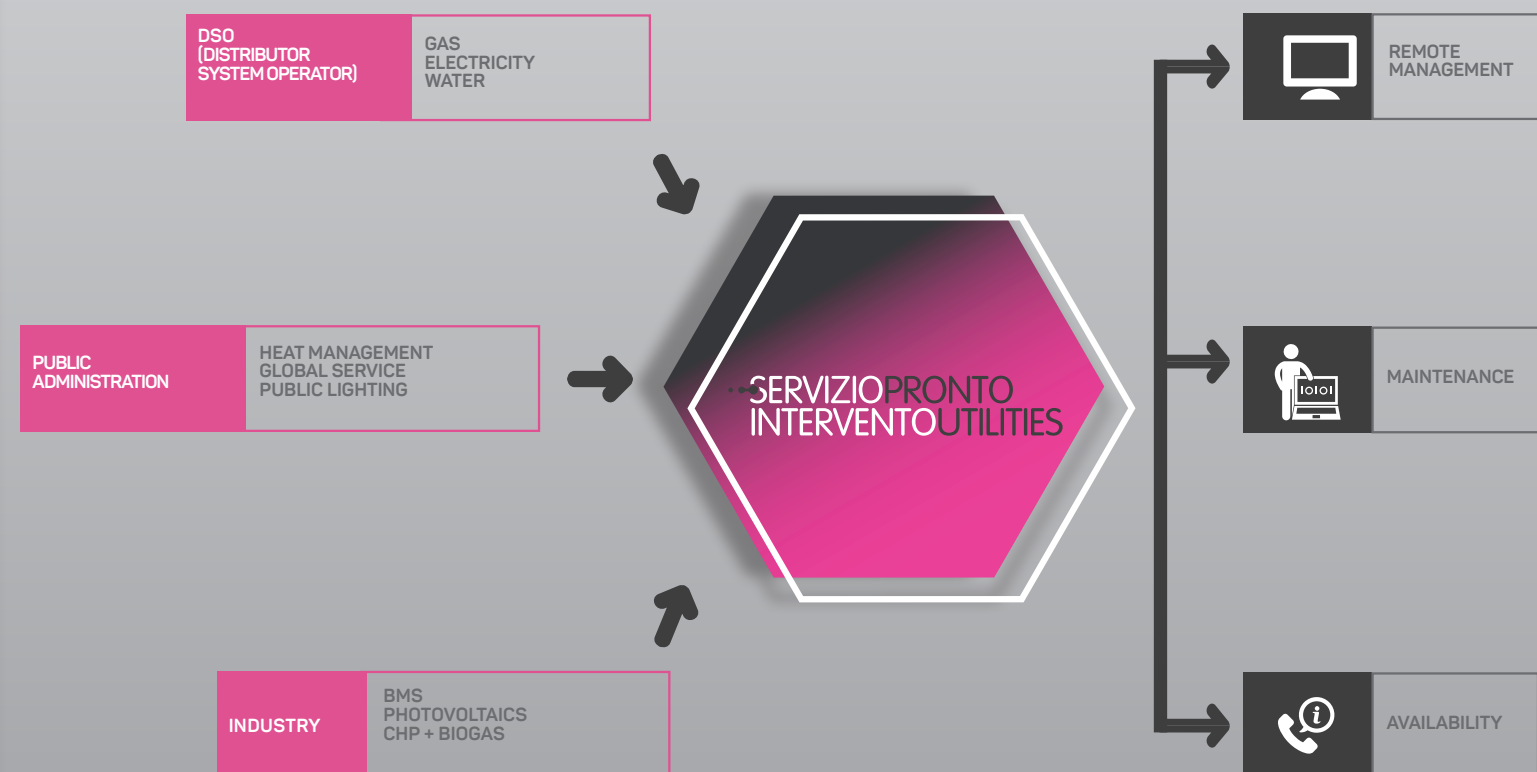 DSO
(DISTRIBUTOR
SYSTEM OPERATOR)
GAS
ELECTRICITY
WATER
PUBLIC
ADMINISTRATION
HEAT MANAGEMENT
GLOBAL SERVICE
PUBLIC LIGHTING
INDUSTRY
BMS
PHOTOVOLTAICS
CHP + BIOGAS
SERVIZIOPRONTO
INTERVENTOUTILITIES
REMOTE
MANAGEMENT
10101
MAINTENANCE
i
AVAILABILITY